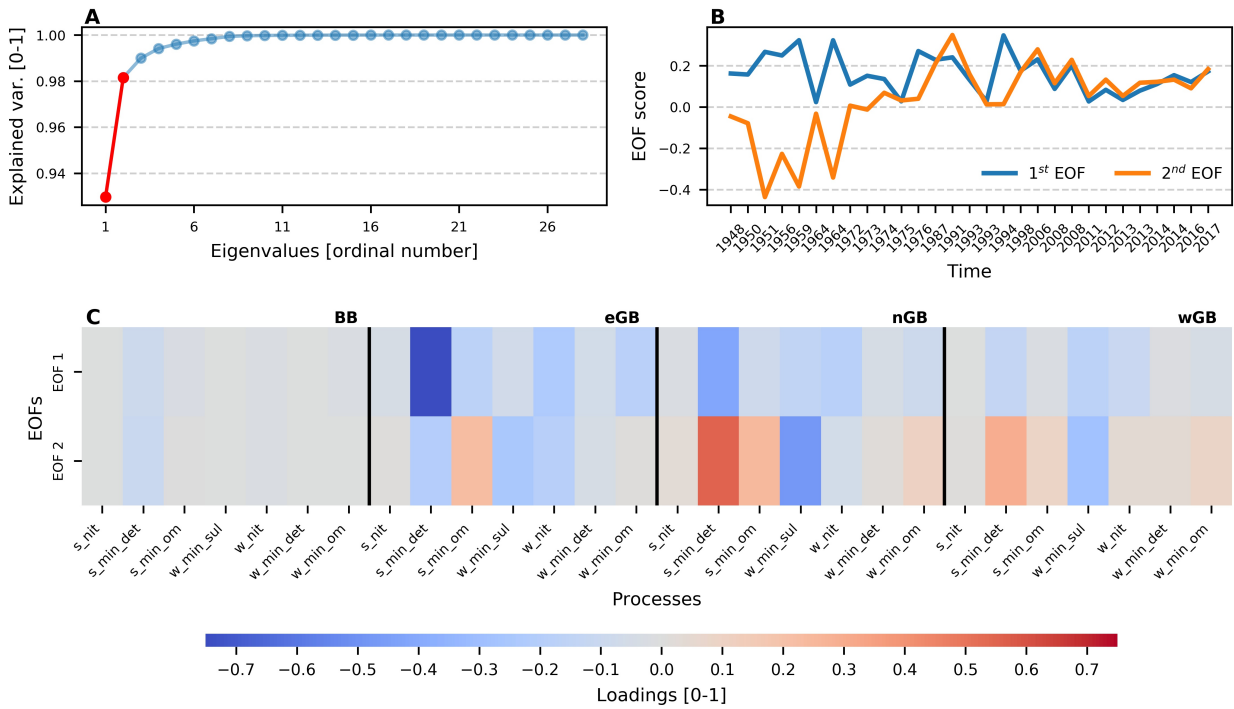 A
1.00
0.98
0.96
0.94
Explained var. [0-1]
1 6 11 16 21 26
Eigenvalues [ordinal number]
B
0.2
0.0
−0.2
−0.4
EOF score
1st EOF 2nd EOF
1948 1950 1951 1956 1959 1964 1964 1972 1973 1974 1975 1976 1987 1991 1993 1993 1994 1998 2006 2008 2008 2011 2012 2013 2013 2014 2014 2016 2017
Time
C BB eGB nGB wGB
EOF 1
EOF 2
EOFs
s_nit s_min_det s_min_om w_min_sul w_nit w_min_det w_min_om s_nit s_min_det s_min_om w_min_sul w_nit w_min_det w_min_om s_nit s_min_det s_min_om w_min_sul w_nit w_min_det w_min_om s_nit s_min_det s_min_om w_min_sul w_nit w_min_det w_min_om
Processes
−0.7 −0.6 −0.5 −0.4 −0.3 −0.2 −0.1 0.0 0.1 0.2 0.3 0.4 0.5 0.6 0.7
Loadings [0-1]